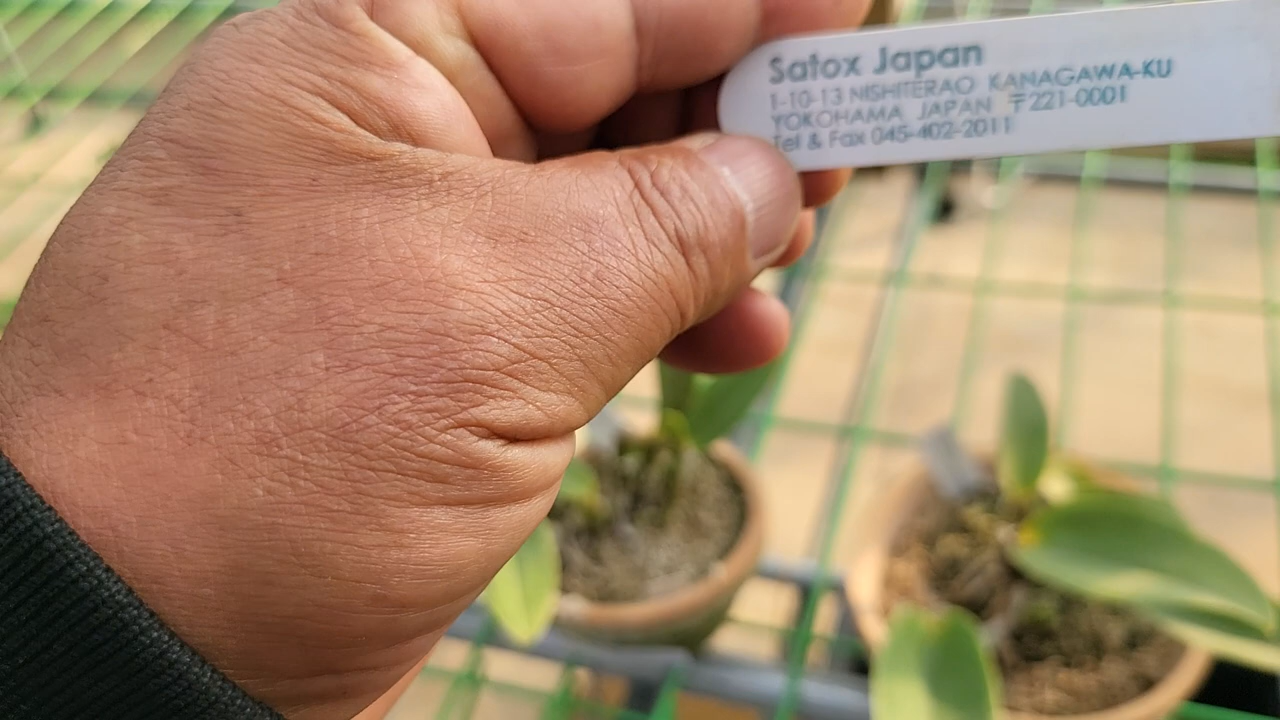 Satox Japan
1-10-13 NISHITERAO KANAGAWA-KU
YOKOHAMA JAPAN 〒221-0001
Tel & Fax 045-402-2011